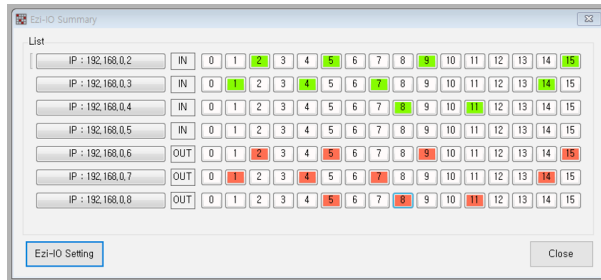 Ezi-IO Summary
List
IP : 192,168,0,2 IN 0 1 2 3 4 5 6 7 8 9 10 11 12 13 14 15
IP : 192,168,0,3 IN 0 1 2 3 4 5 6 7 8 9 10 11 12 13 14 15
IP : 192,168,0,4 IN 0 1 2 3 4 5 6 7 8 9 10 11 12 13 14 15
IP : 192,168,0,5 IN 0 1 2 3 4 5 6 7 8 9 10 11 12 13 14 15
IP : 192,168,0,6 OUT 0 1 2 3 4 5 6 7 8 9 10 11 12 13 14 15
IP : 192,168,0,7 OUT 0 1 2 3 4 5 6 7 8 9 10 11 12 13 14 15
IP : 192,168,0,8 OUT 0 1 2 3 4 5 6 7 8 9 10 11 12 13 14 15
Ezi-IO Setting Close